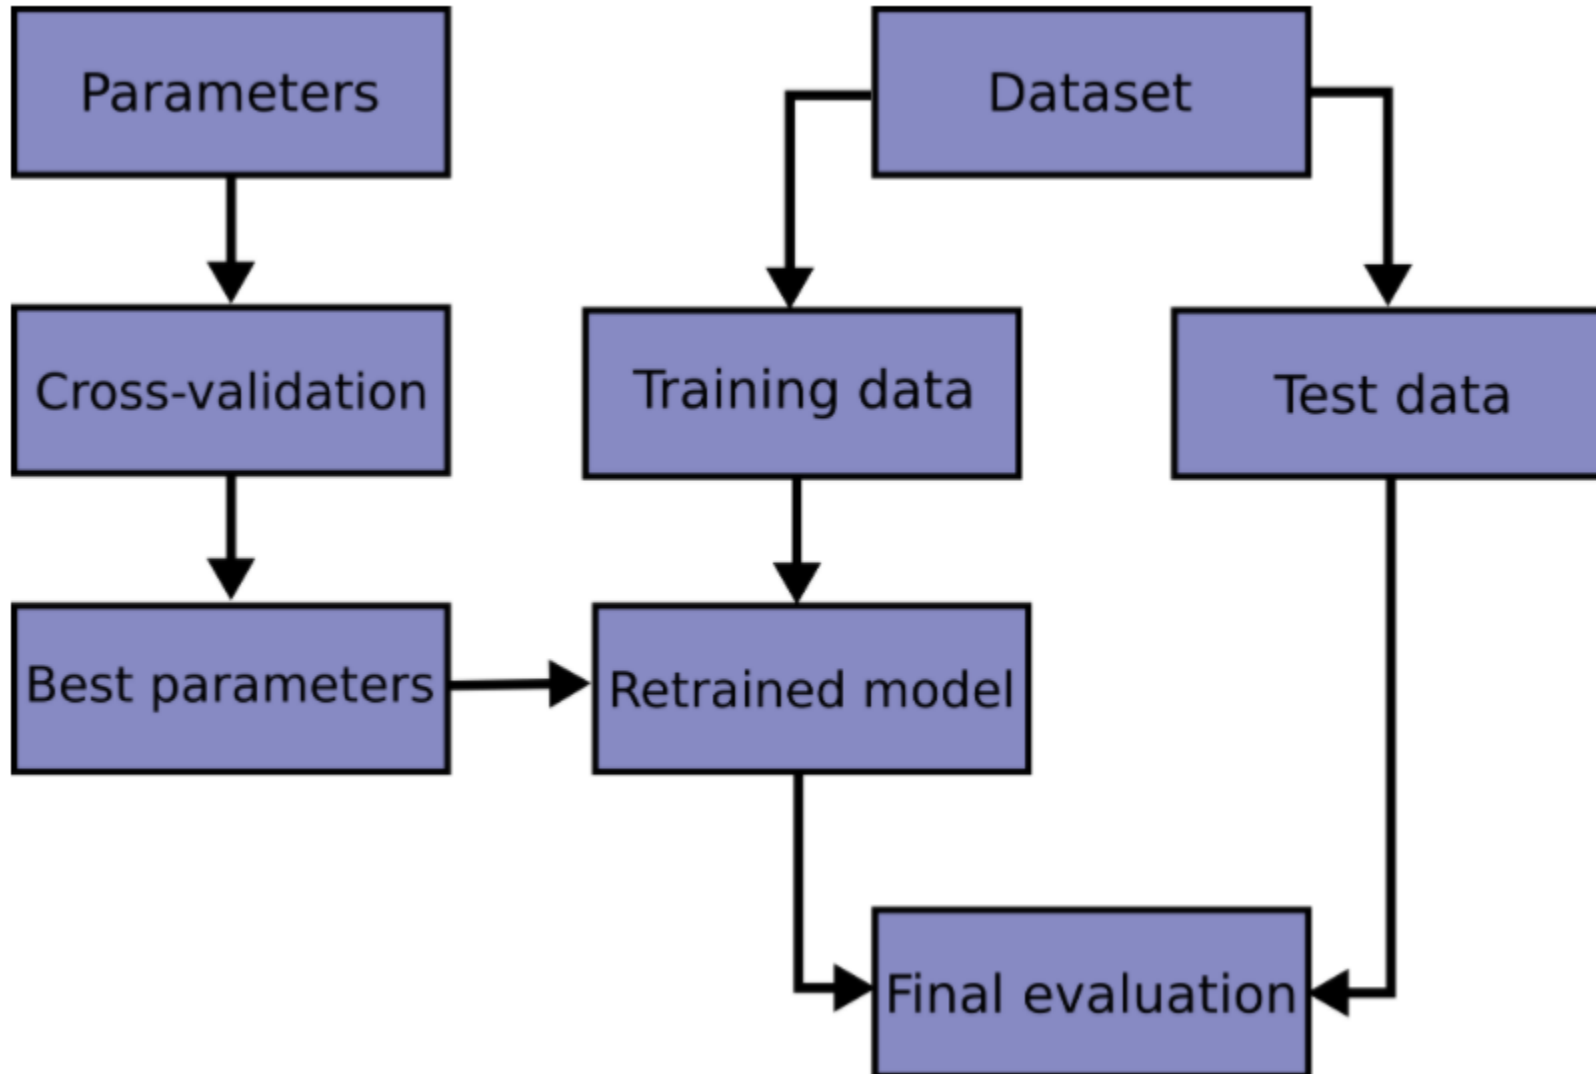 Parameters
Dataset
Cross-validation
Training data
Test data
Best parameters
Retrained model
Final evaluation